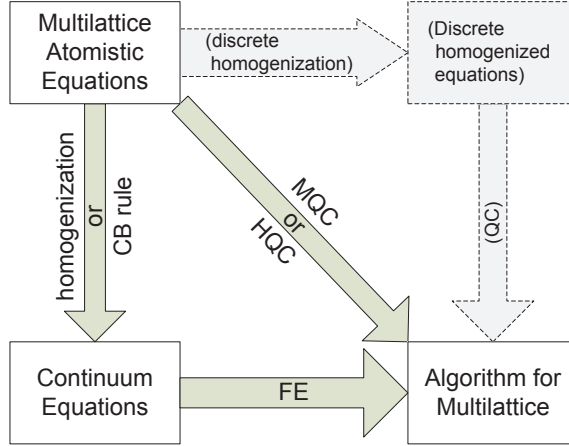 Multilattice
Atomistic
Equations
(discrete
homogenization)
(Discrete
homogenized
equations)
homogenization
or
CB rule
MQC
or
HQC
(QC)
Continuum
Equations
FE
Algorithm for
Multilattice